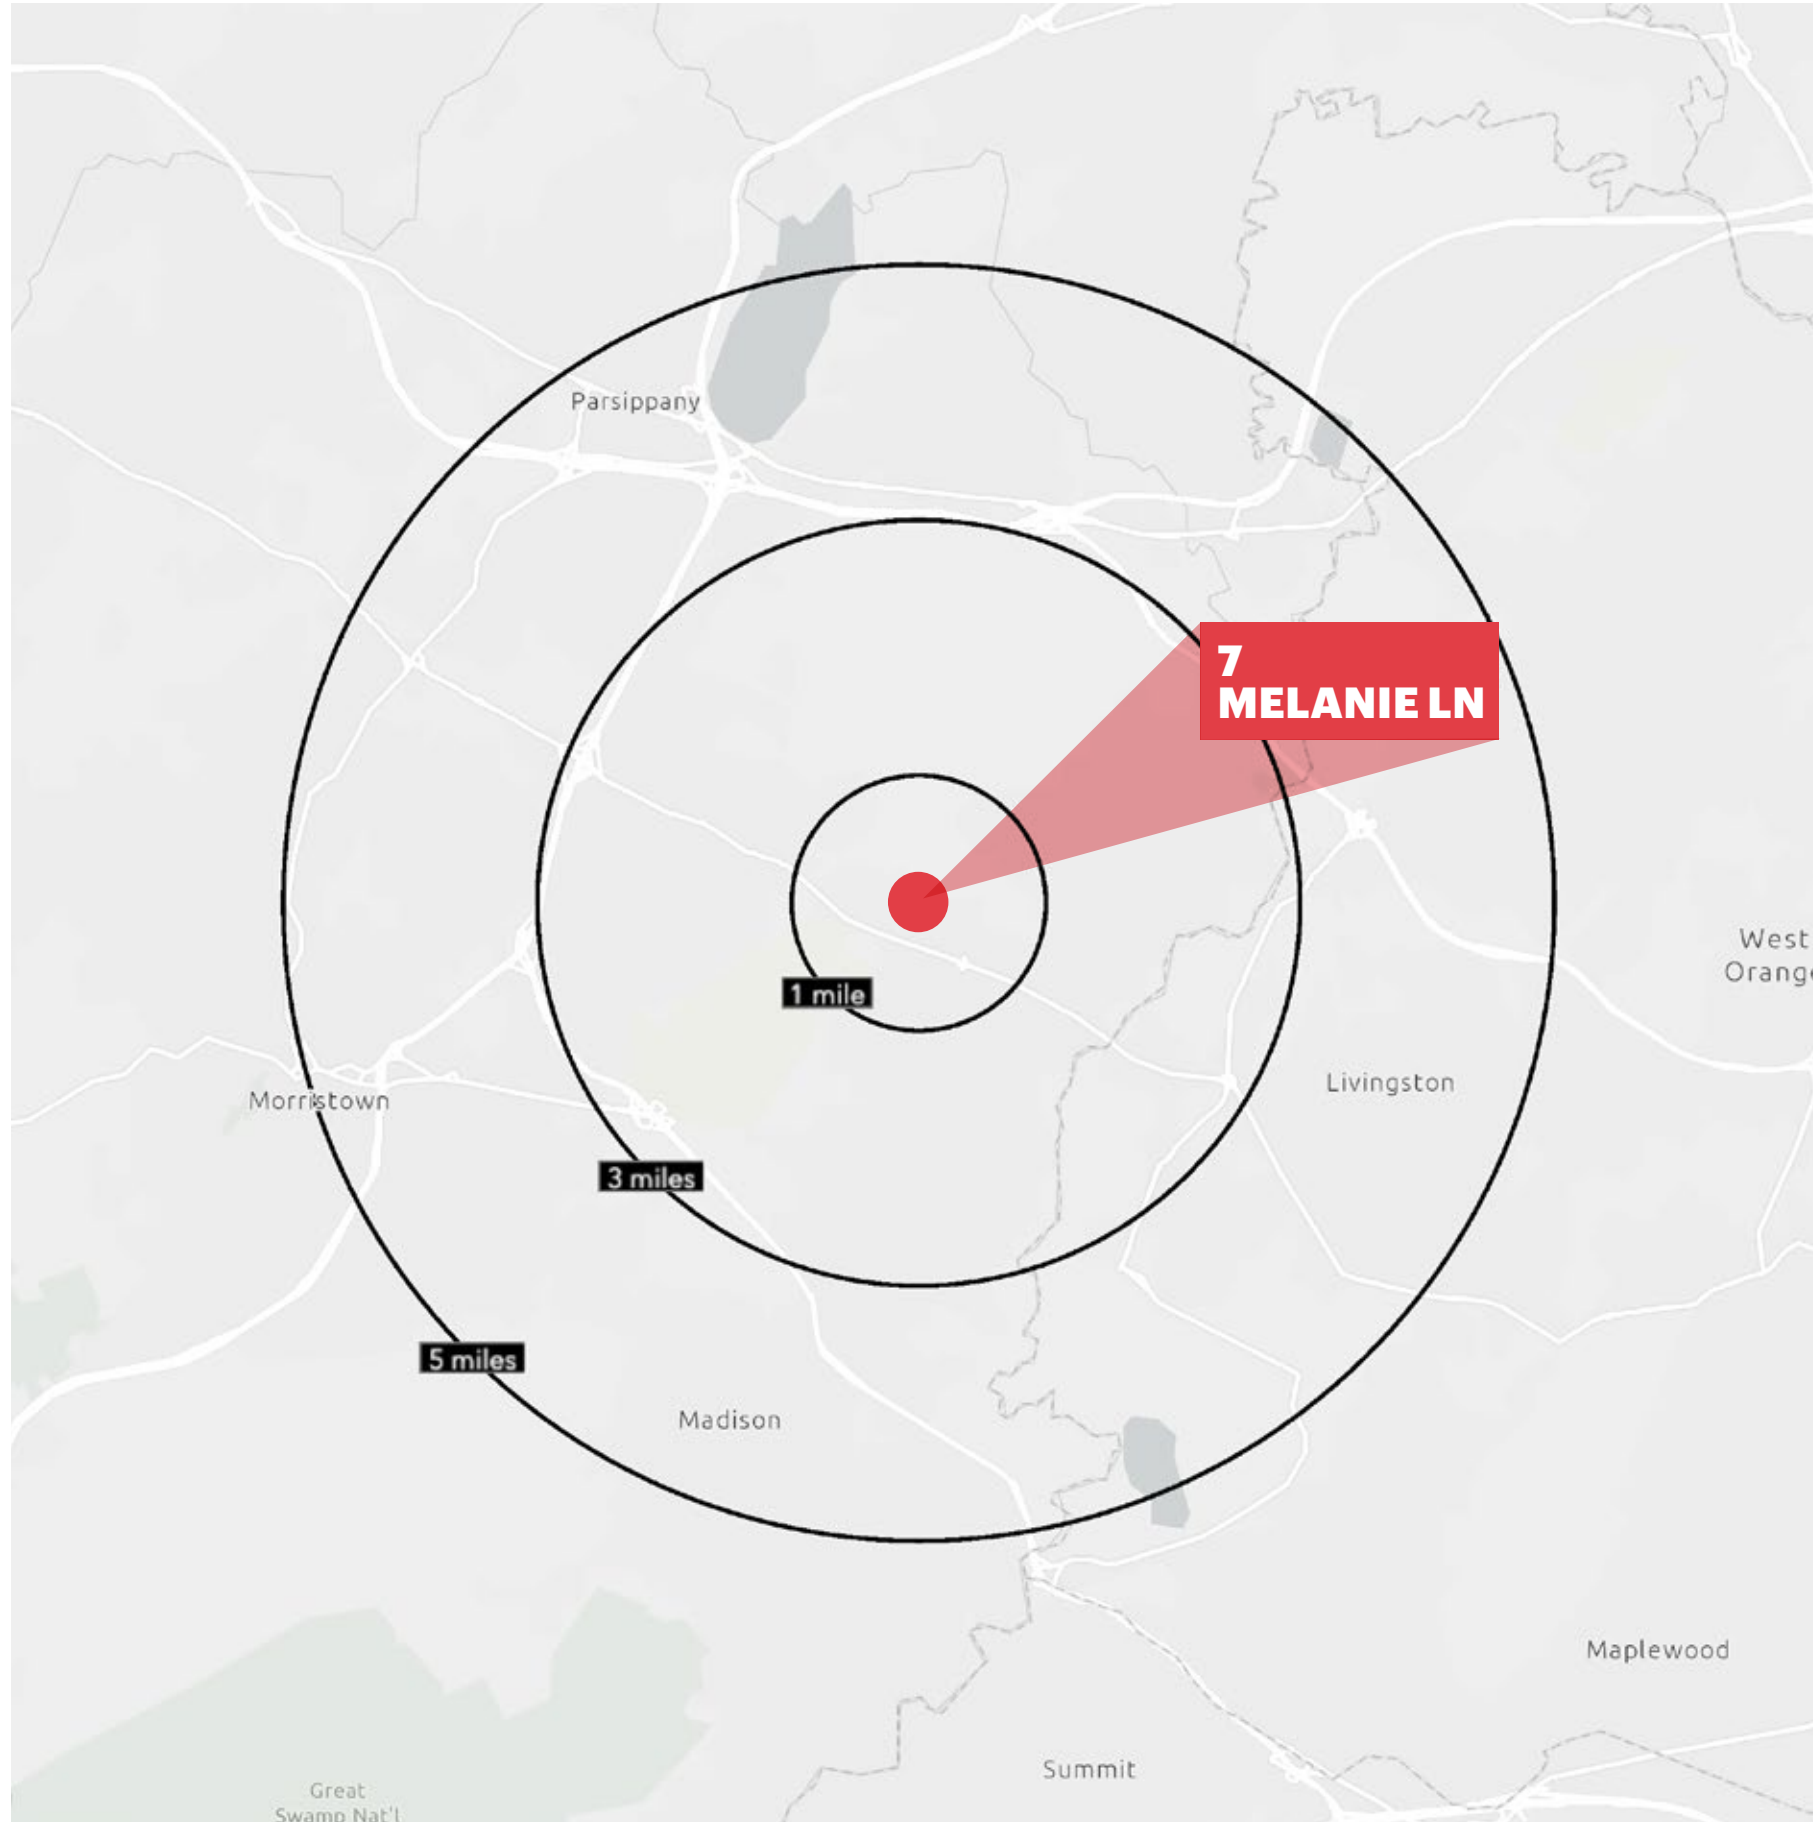 Parsippany
7
MELANIE LN
West
Orange
1 mile
Livingston
Morristown
3 miles
5 miles
Madison
Maplewood
Summit
Great
Swamp Nat'l